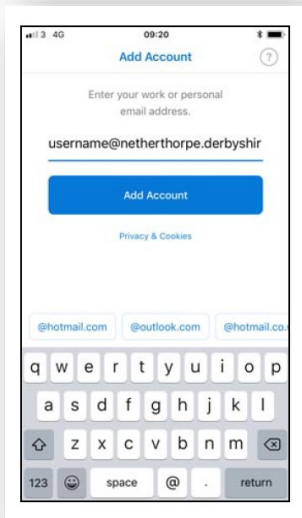 3 4G 09:20
Add Account ?
Enter your work or personal
email address.
username@netherthorpe.derbyshir
Add Account
Privacy & Cookies
@hotmail.com @outlook.com @hotmail.co.
q w e r t y u i o p
a s d f g h j k l
z x c v b n m
123 space @ . return